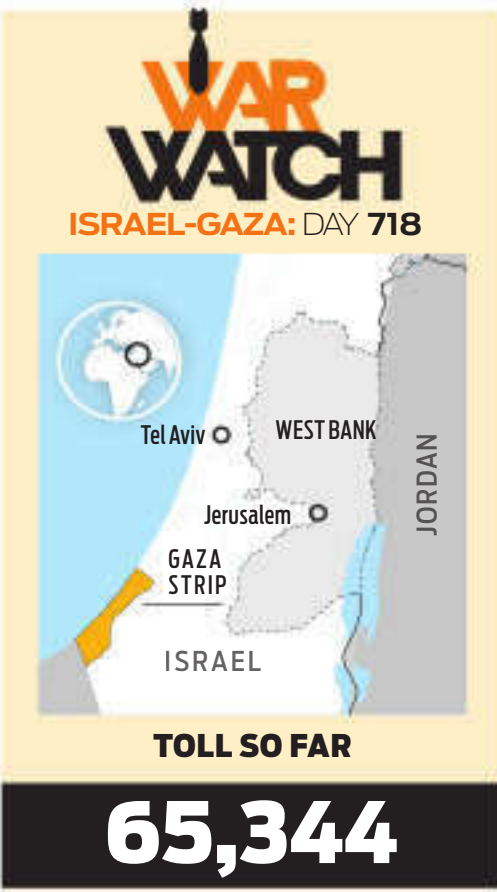 WAR
WATCH
ISRAEL-GAZA: DAY 718
Tel Aviv
WEST BANK
JORDAN
Jerusalem
GAZA
STRIP
ISRAEL
TOLL SO FAR
65,344